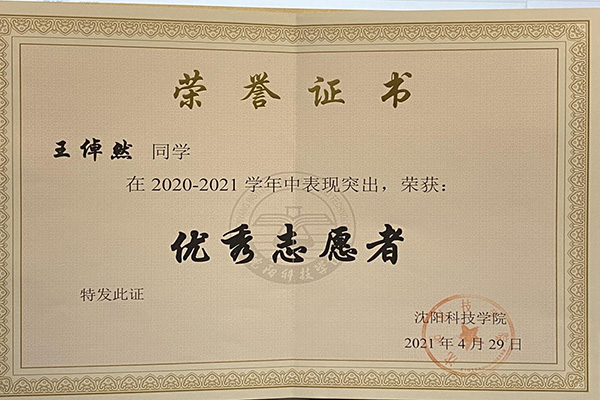 荣誉证书
王倬然 同学
在 2020-2021 学年中表现突出，荣获：
优秀志愿者
特发此证
沈阳科技学院
2021 年 4 月 29 日